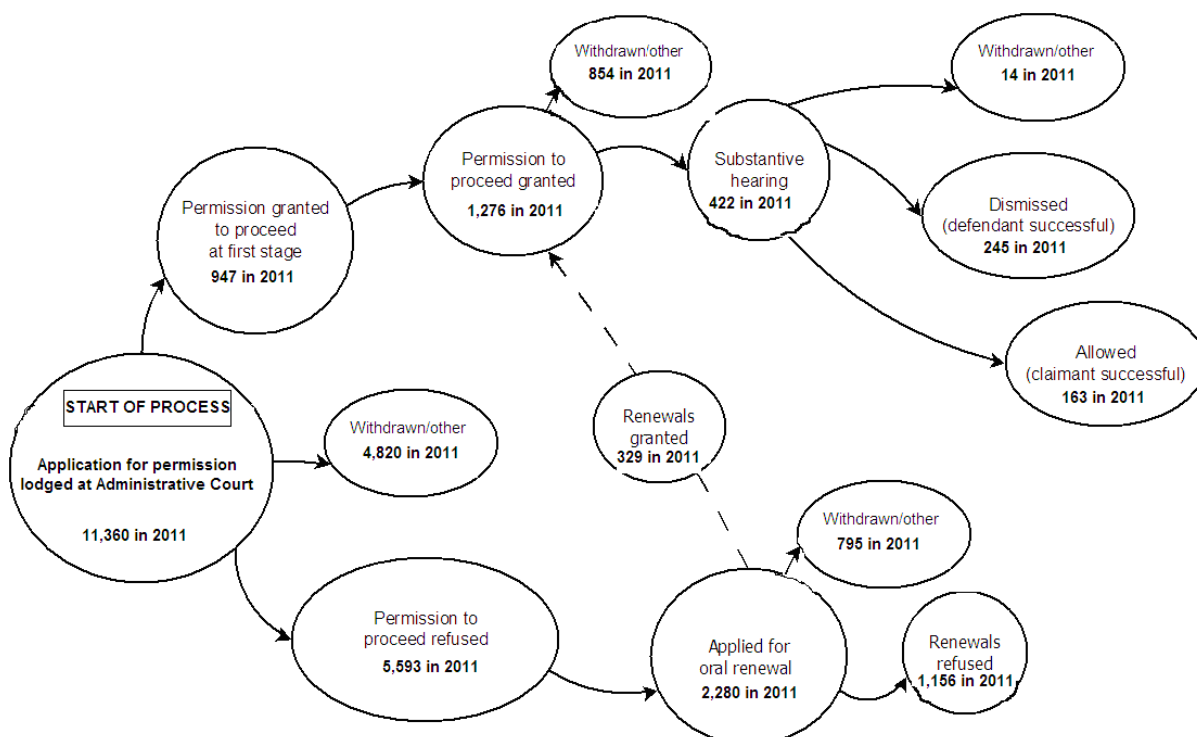 START OF PROCESS
Application for permission
lodged at Administrative Court
11,360 in 2011
Permission granted
to proceed
at first stage
947 in 2011
Permission to
proceed granted
1,276 in 2011
Withdrawn/other
854 in 2011
Substantive
hearing
422 in 2011
Withdrawn/other
14 in 2011
Dismissed
(defendant successful)
245 in 2011
Allowed
(claimant successful)
163 in 2011
Withdrawn/other
4,820 in 2011
Renewals
granted
329 in 2011
Permission to
proceed refused
5,593 in 2011
Applied for
oral renewal
2,280 in 2011
Withdrawn/other
795 in 2011
Renewals
refused
1,156 in 2011